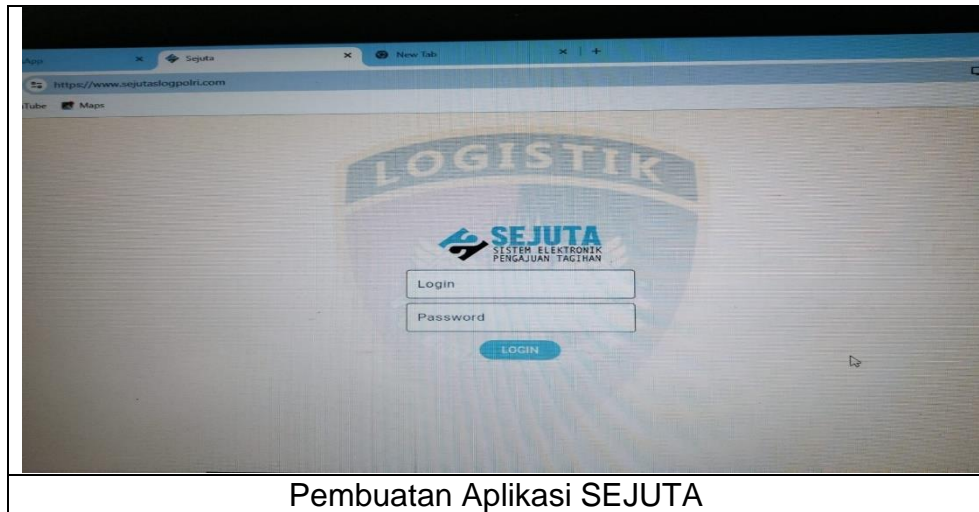 App
Sejuta
New Tab
https://www.sejutaslogpolri.com
Tube
Maps
LOGISTIK
SEJUTA
SISTEM ELEKTRONIK
PENGAJUAN TAGIHAN
Login
Password
LOGIN
Pembuatan Aplikasi SEJUTA